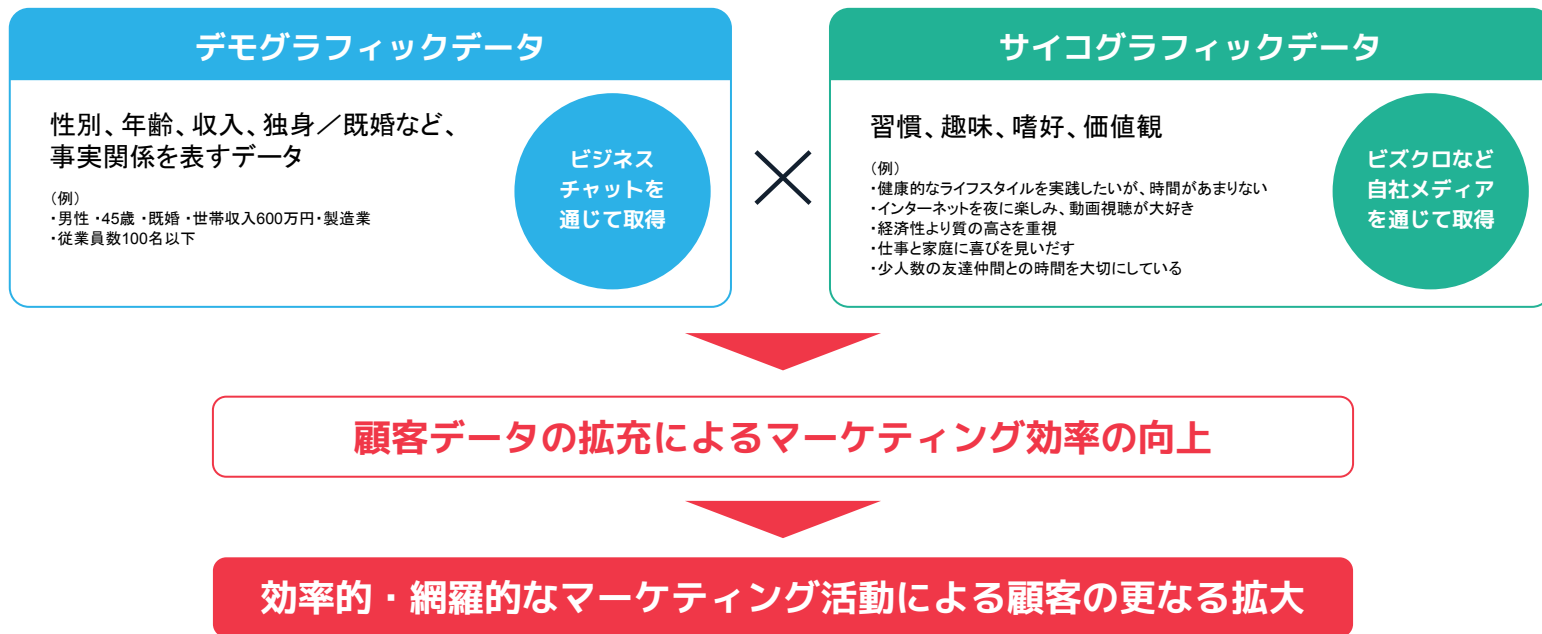 デモグラフィックデータ
性別、年齢、収入、独身／既婚など、
事実関係を表すデータ
（例）
・男性 ・45歳 ・既婚 ・世帯収入600万円・製造業
・従業員数100名以下
ビジネス
チャットを
通じて取得
サイコグラフィックデータ
習慣、趣味、嗜好、価値観
（例）
・健康的なライフスタイルを実践したいが、時間があまりない
・インターネットを夜に楽しみ、動画視聴が大好き
・経済性より質の高さを重視
・仕事と家庭に喜びを見いだす
・少人数の友達仲間との時間を大切にしている
ビズクロなど
自社メディア
を通じて取得
顧客データの拡充によるマーケティング効率の向上
効率的・網羅的なマーケティング活動による顧客の更なる拡大